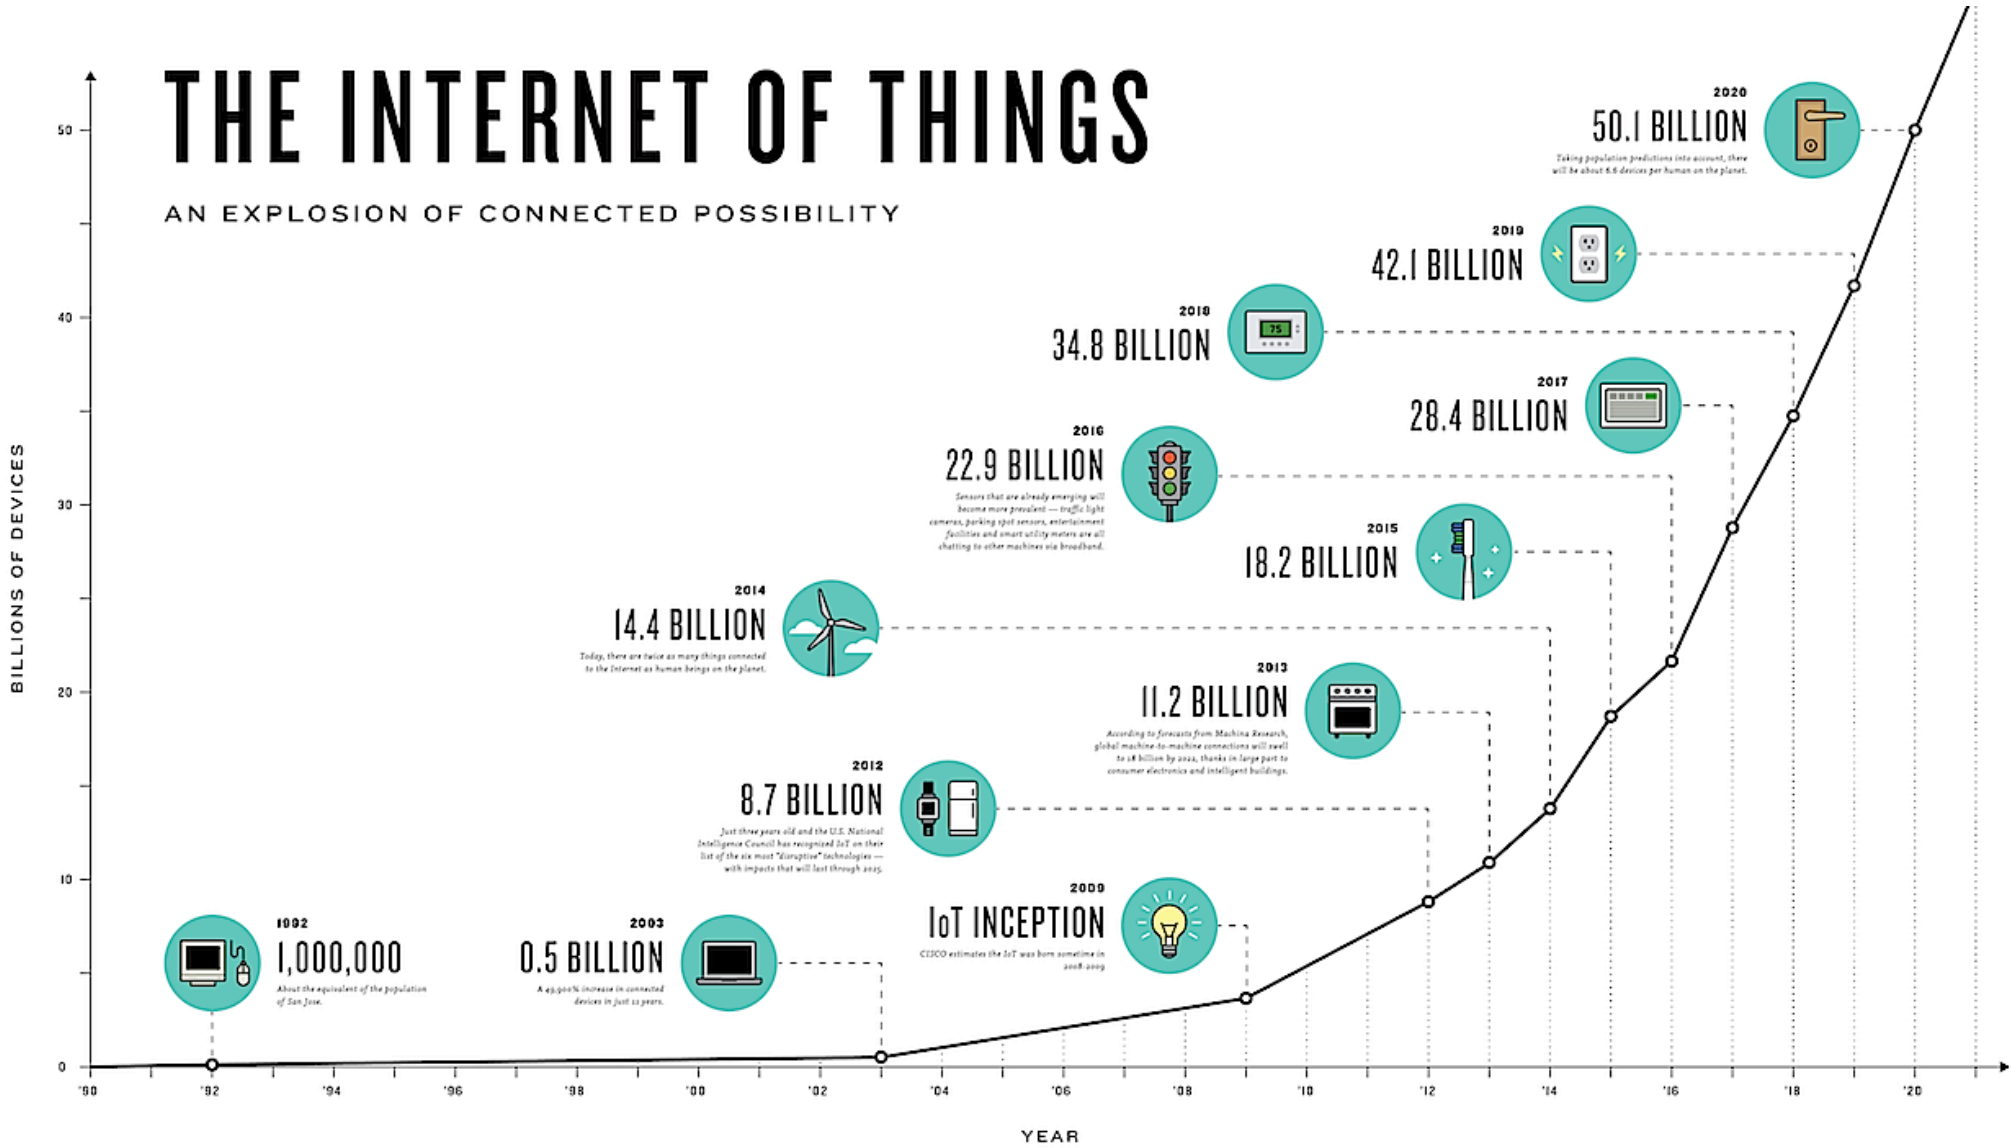 THE INTERNET OF THINGS
AN EXPLOSION OF CONNECTED POSSIBILITY
2020
50.1 BILLION
Taking population predictions into account, there
will be about 6.6 devices per human on the planet.
2019
42.1 BILLION
2018
34.8 BILLION
75
2017
28.4 BILLION
2016
22.9 BILLION
Sensors that are already emerging will
become more prevalent — traffic light
cameras, parking spot sensors, entertainment
facilities and smart utility meters are all
chatting to other machines via broadband.
2015
18.2 BILLION
2014
14.4 BILLION
Today, there are twice as many things connected
to the Internet as human beings on the planet.
2013
11.2 BILLION
According to forecasts from Machina Research,
global machine-to-machine connections will swell
to 18 billion by 2022, thanks in large part to
consumer electronics and intelligent buildings.
2012
8.7 BILLION
Just three years old and the U.S. National
Intelligence Council has recognized IoT on their
list of the six most "disruptive" technologies —
with impacts that will last through 2025.
2009
IoT INCEPTION
CISCO estimates the IoT was born sometime in
2008-2009
2003
0.5 BILLION
A 49,900% increase in connected
devices in just 11 years.
1992
1,000,000
About the equivalent of the population
of San Jose.
BILLIONS OF DEVICES
50
40
30
20
10
0
'90 '92 '94 '96 '98 '00 '02 '04 '06 '08 '10 '12 '14 '16 '18 '20
YEAR